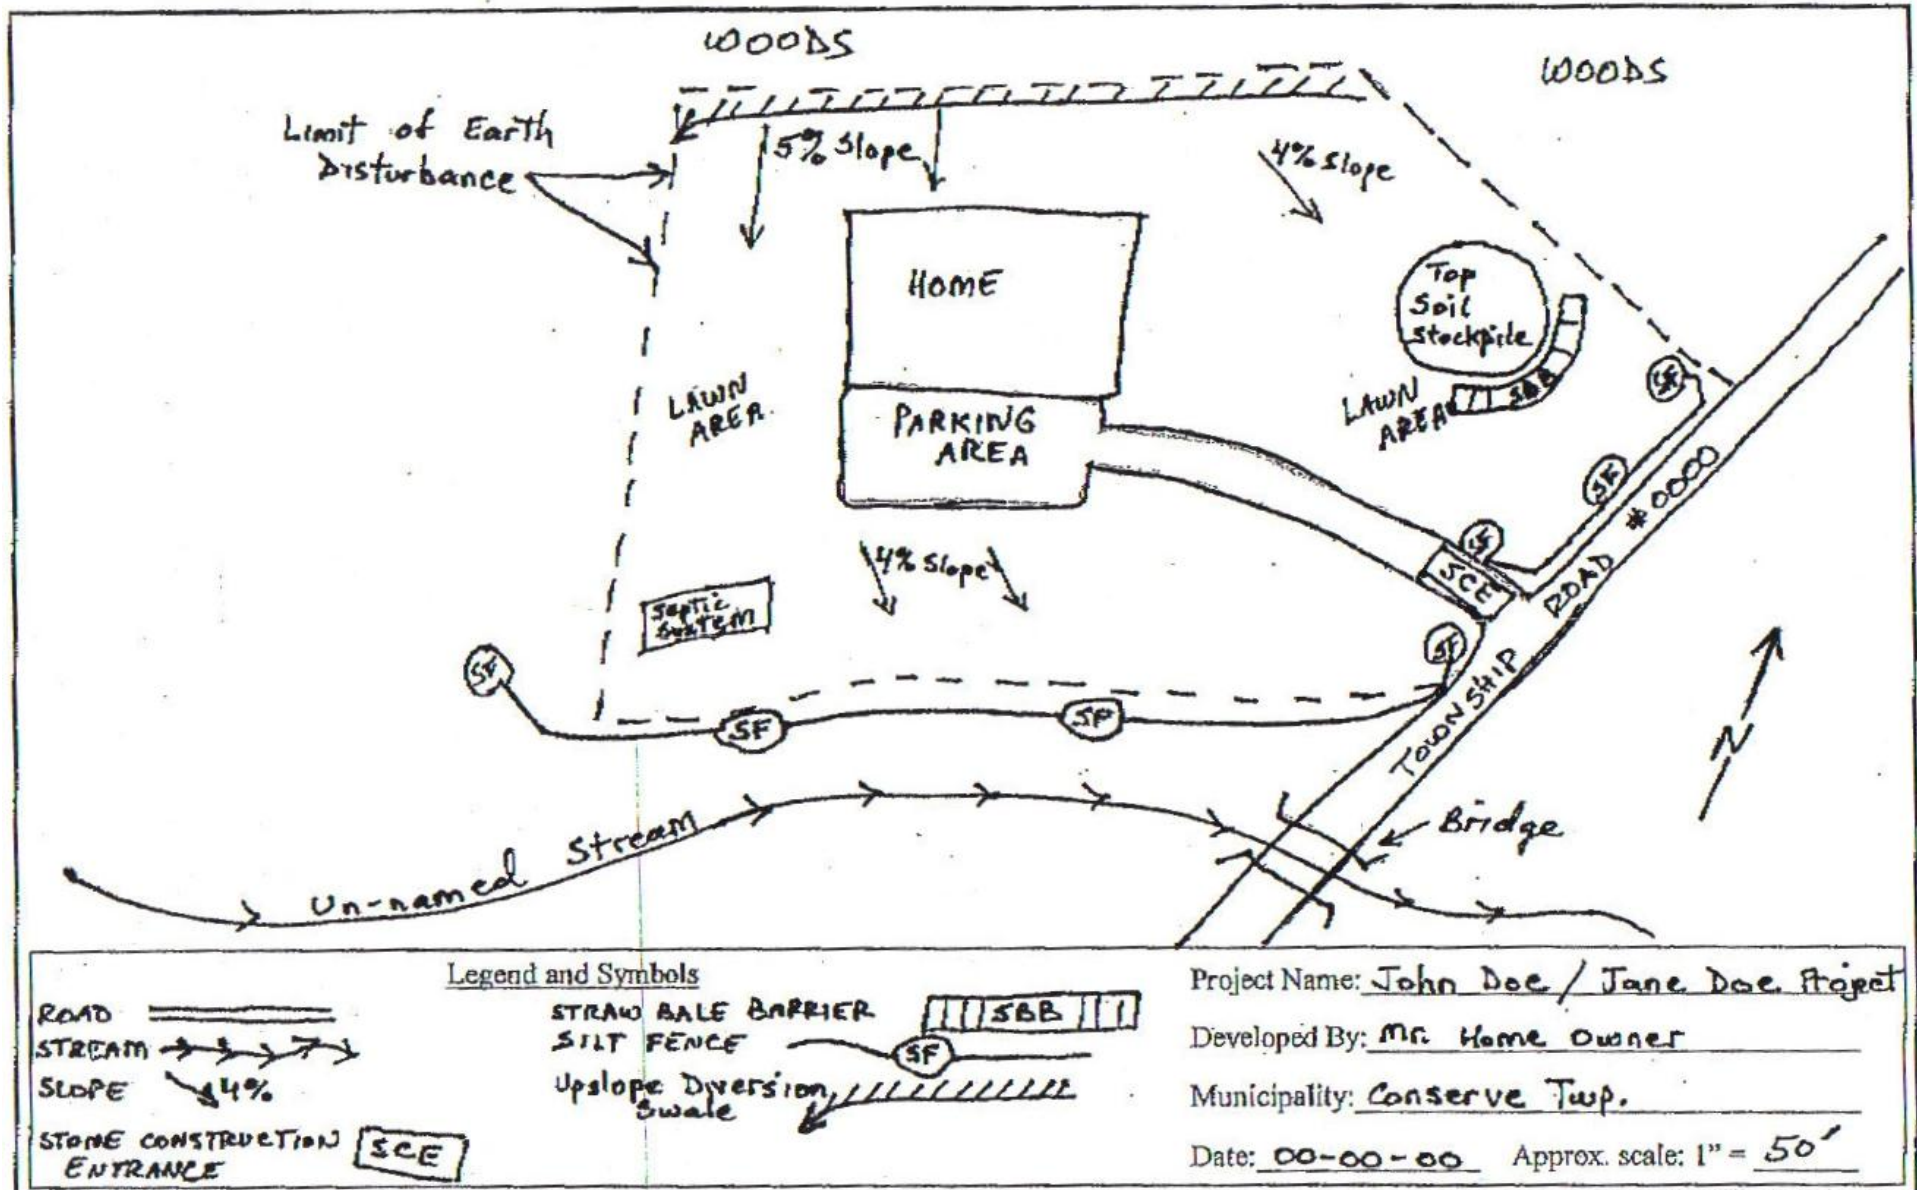 WOODS
WOODS
Limit of Earth
Disturbance
5% Slope
4% Slope
HOME
Top
Soil
Stockpile
SBB
LAWN
AREA
LAWN
AREA
PARKING
AREA
SF
SF
SF
SCE
SF
TOWNSHIP ROAD #0000
4% Slope
Septic
System
SF
SF
SF
N
Bridge
Un-named Stream
Legend and Symbols
ROAD
STREAM
SLOPE 4%
STONE CONSTRUCTION
ENTRANCE SCE
STRAW BALE BARRIER SBB
SILT FENCE SF
Upslope Diversion
Swale
Project Name: John Doe / Jane Doe Project
Developed By: Mr. Home Owner
Municipality: Conserve Twp.
Date: 00-00-00 Approx. scale: 1" = 50'